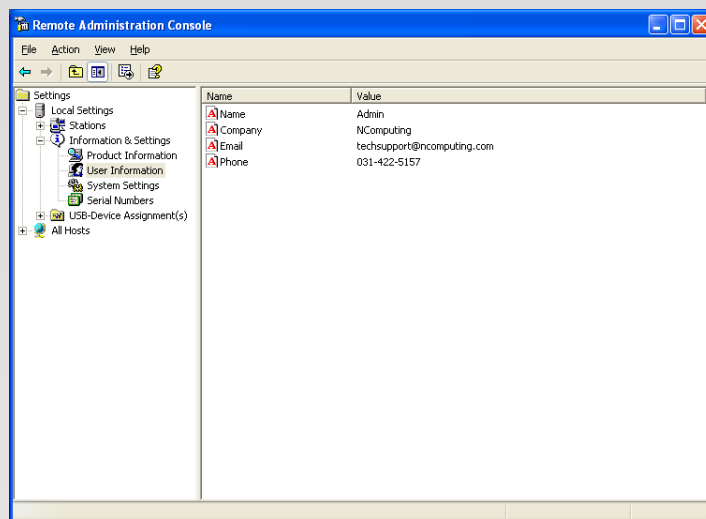 Remote Administration Console
File Action View Help
Settings
Local Settings
Stations
Information & Settings
Product Information
User Information
System Settings
Serial Numbers
USB-Device Assignment(s)
All Hosts
Name Value
Name Admin
Company NComputing
Email techsupport@ncomputing.com
Phone 031-422-5157